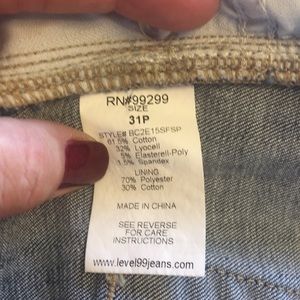 RN#99299
SIZE
31P
STYLE# BC2E15SFSP
61.5% Cotton
32% Lyocell
5% Elasterell-Poly
1.5% Spandex
LINING
70% Polyester
30% Cotton
MADE IN CHINA
SEE REVERSE
FOR CARE
INSTRUCTIONS
www.level99jeans.com